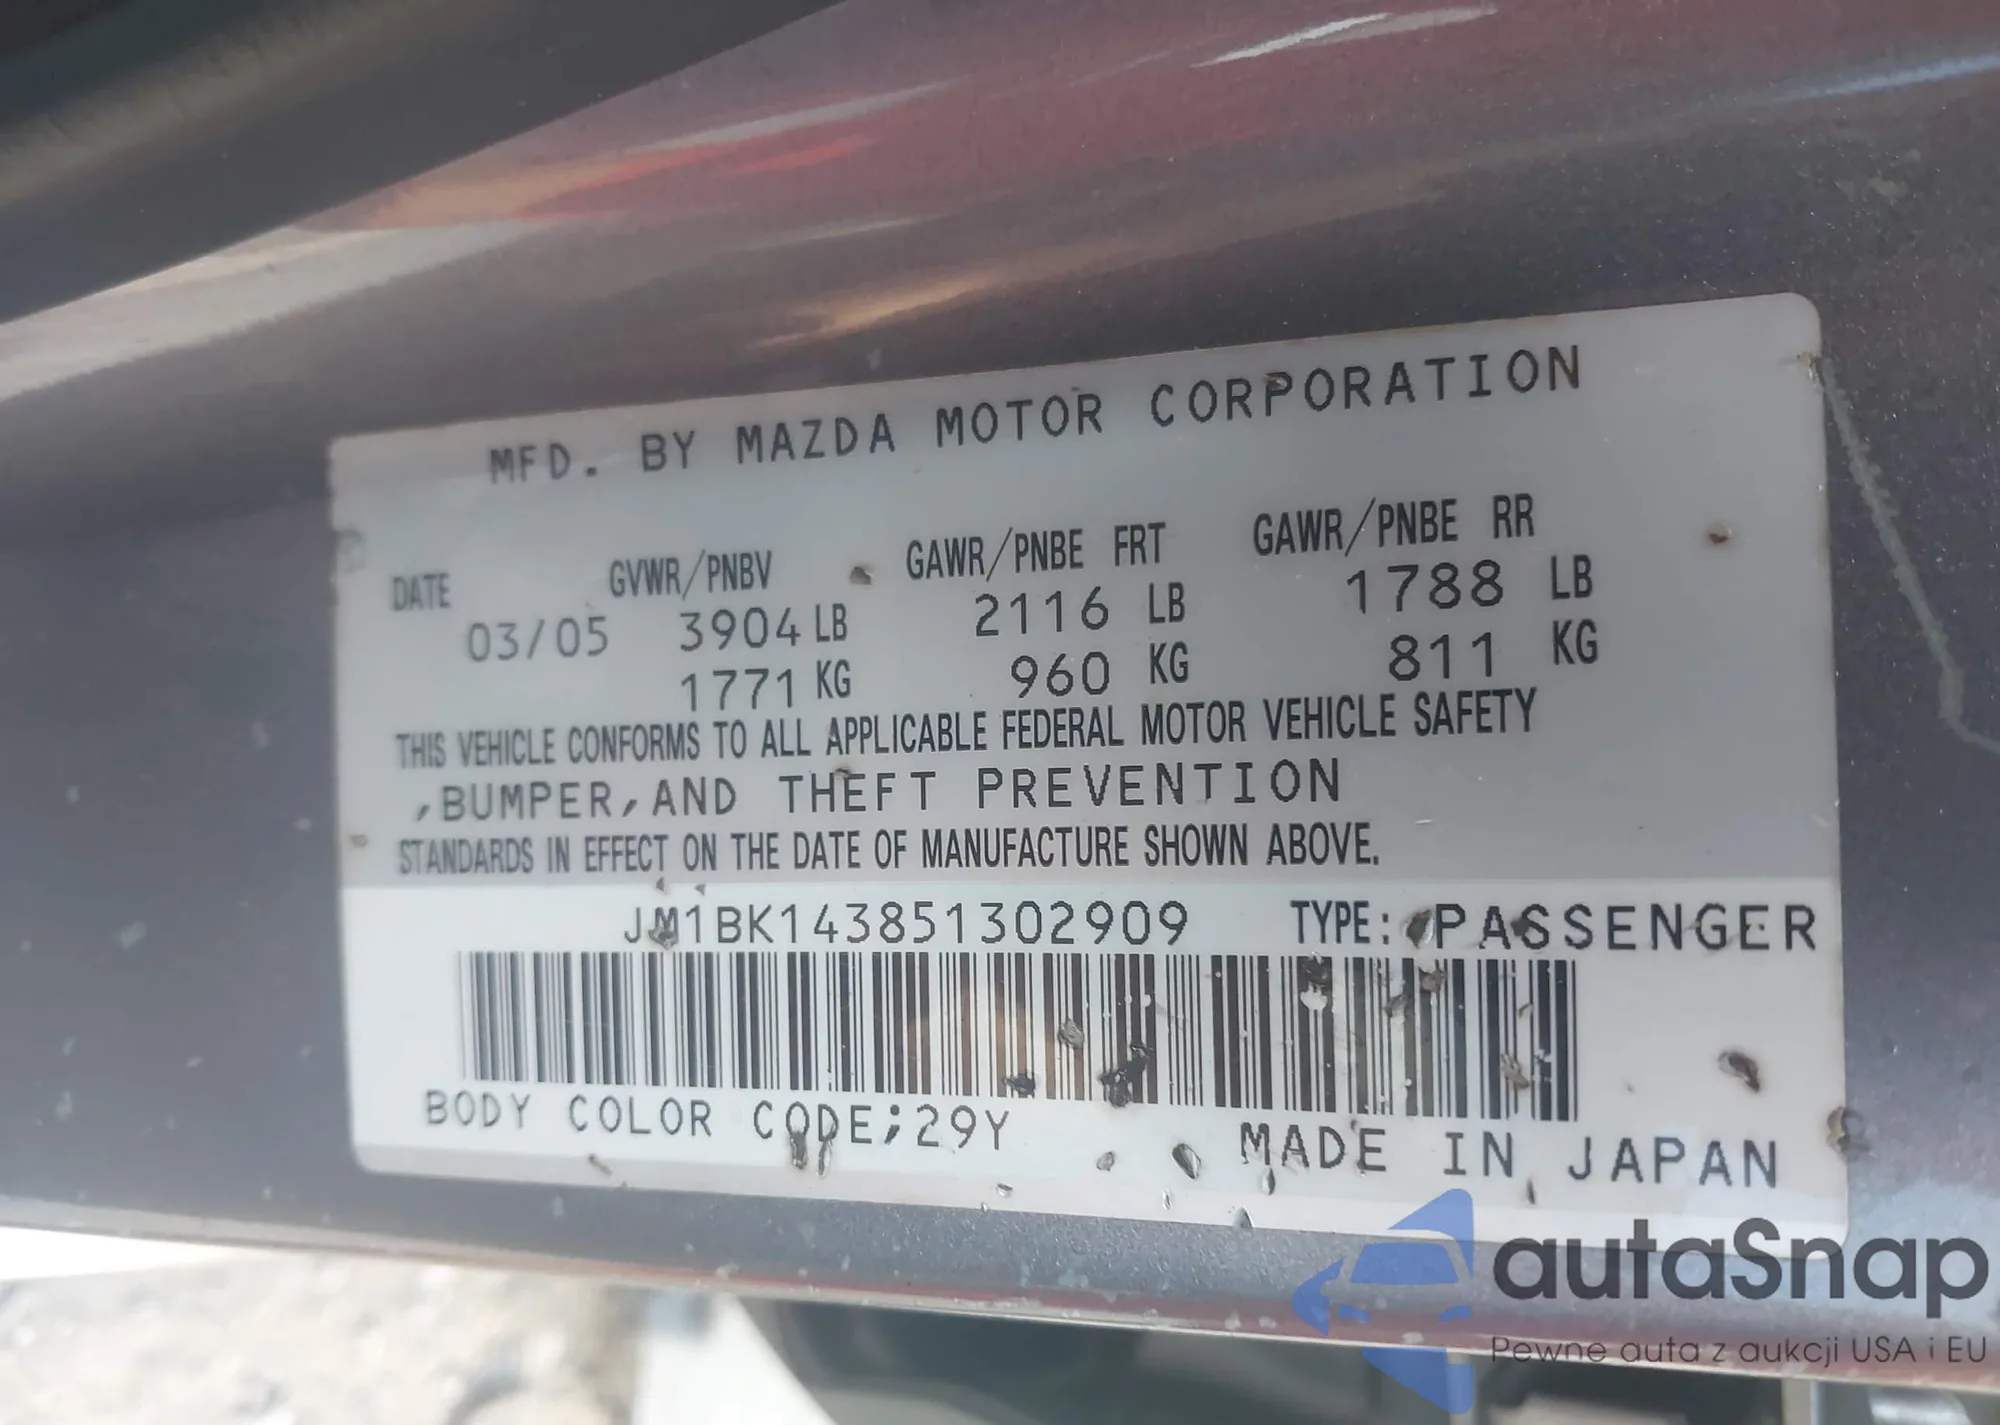 MFD. BY MAZDA MOTOR CORPORATION
DATE GVWR/PNBV GAWR/PNBE FRT GAWR/PNBE RR
03/05 3904 LB 2116 LB 1788 LB
1771 KG 960 KG 811 KG
THIS VEHICLE CONFORMS TO ALL APPLICABLE FEDERAL MOTOR VEHICLE SAFETY
,BUMPER,AND THEFT PREVENTION
STANDARDS IN EFFECT ON THE DATE OF MANUFACTURE SHOWN ABOVE.
JM1BK143851302909 TYPE: PASSENGER
BODY COLOR CODE;29Y
MADE IN JAPAN
autaSnap
Pewne auta z aukcji USA i EU